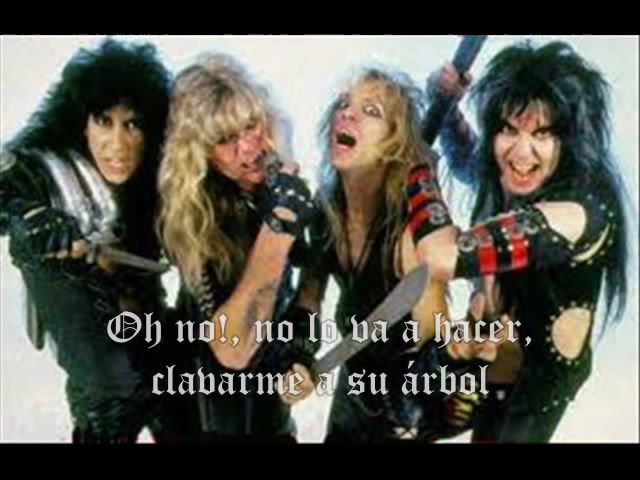 Oh no!, no lo va a hacer,
clavarme a su árbol